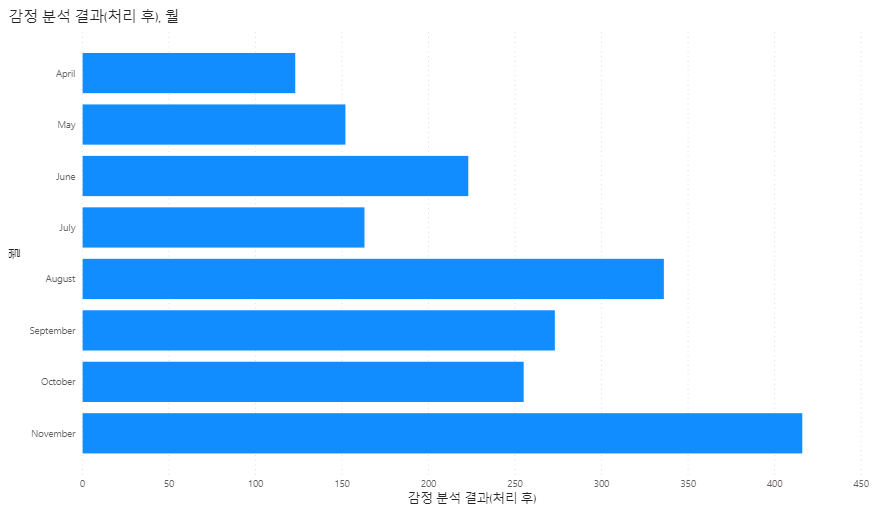 감정 분석 결과(처리 후), 월
April
May
June
July
August
September
October
November
월
0 50 100 150 200 250 300 350 400 450
감정 분석 결과(처리 후)